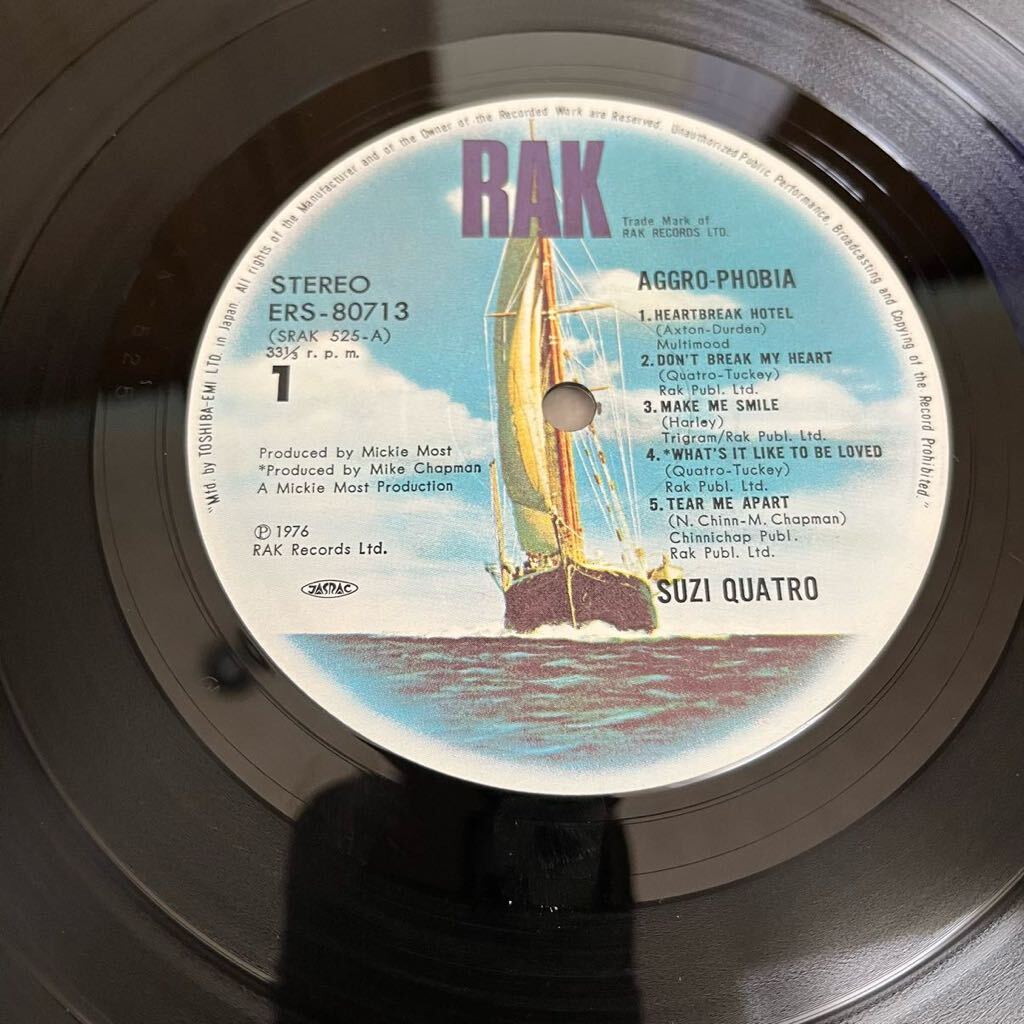 "Mfd. by TOSHIBA-EMI LTD. in Japan. All rights of the Manufacturer and of the Owner of the Recorded Work are Reserved. Unauthorized Public Performance, Broadcasting and Copying of the Record Prohibited."
RAK
Trade Mark of
RAK RECORDS LTD.
STEREO
ERS-80713
(SRAK 525-A)
33⅓ r. p. m.
1
Produced by Mickie Most
*Produced by Mike Chapman
A Mickie Most Production
Ⓟ 1976
RAK Records Ltd.
JASRAC
AGGRO-PHOBIA
1. HEARTBREAK HOTEL
(Axton-Durden)
Multimood
2. DON'T BREAK MY HEART
(Quatro-Tuckey)
Rak Publ. Ltd.
3. MAKE ME SMILE
(Harley)
Trigram/Rak Publ. Ltd.
4. *WHAT'S IT LIKE TO BE LOVED
(Quatro-Tuckey)
Rak Publ. Ltd.
5. TEAR ME APART
(N. Chinn-M. Chapman)
Chinnichap Publ.
Rak Publ. Ltd.
SUZI QUATRO